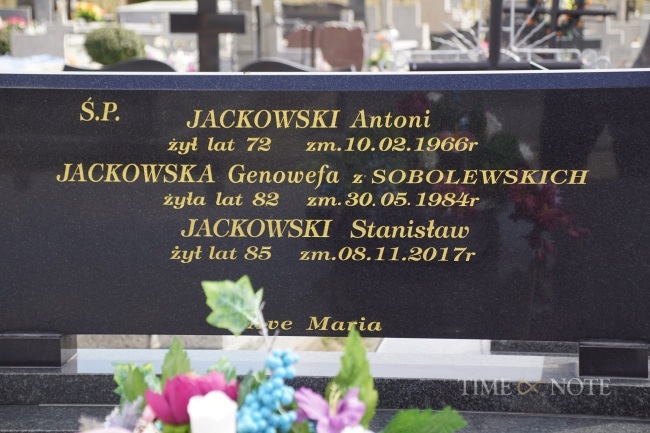 Ś.P. JACKOWSKI Antoni
żył lat 72 zm.10.02.1966r
JACKOWSKA Genowefa z SOBOLEWSKICH
żyła lat 82 zm.30.05.1984r
JACKOWSKI Stanisław
żył lat 85 zm.08.11.2017r
Ave Maria
TIME NOTE